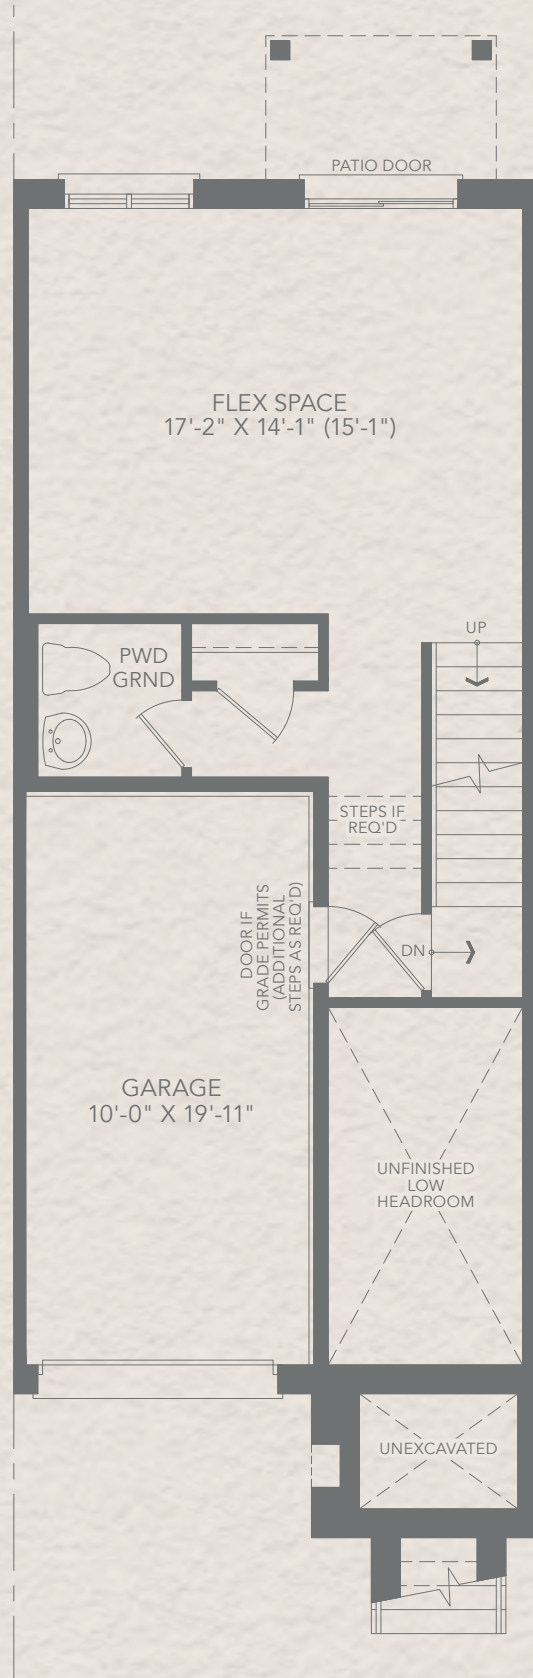 PATIO DOOR
FLEX SPACE
17'-2" X 14'-1" (15'-1")
UP
PWD
GRND
STEPS IF
REQ'D
DOOR IF
GRADE PERMITS
(ADDITIONAL
STEPS AS REQ'D)
DN
GARAGE
10'-0" X 19'-11"
UNFINISHED
LOW
HEADROOM
UNEXCAVATED